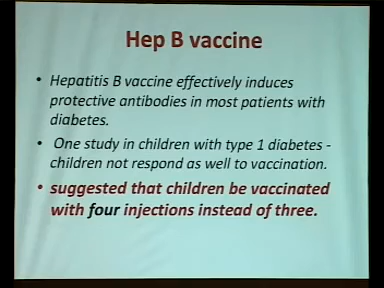 Hep B vaccine
• Hepatitis B vaccine effectively induces
protective antibodies in most patients with
diabetes.
• One study in children with type 1 diabetes -
children not respond as well to vaccination.
• suggested that children be vaccinated
with four injections instead of three.